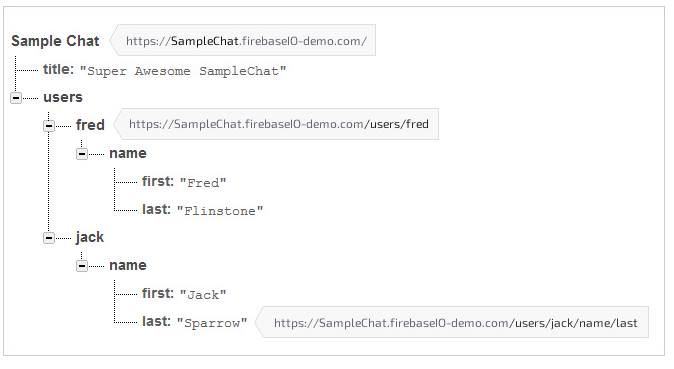 Sample Chat https://SampleChat.firebaseIO-demo.com/
title: "Super Awesome SampleChat"
users
fred https://SampleChat.firebaseIO-demo.com/users/fred
name
first: "Fred"
last: "Flinstone"
jack
name
first: "Jack"
last: "Sparrow" https://SampleChat.firebaseIO-demo.com/users/jack/name/last